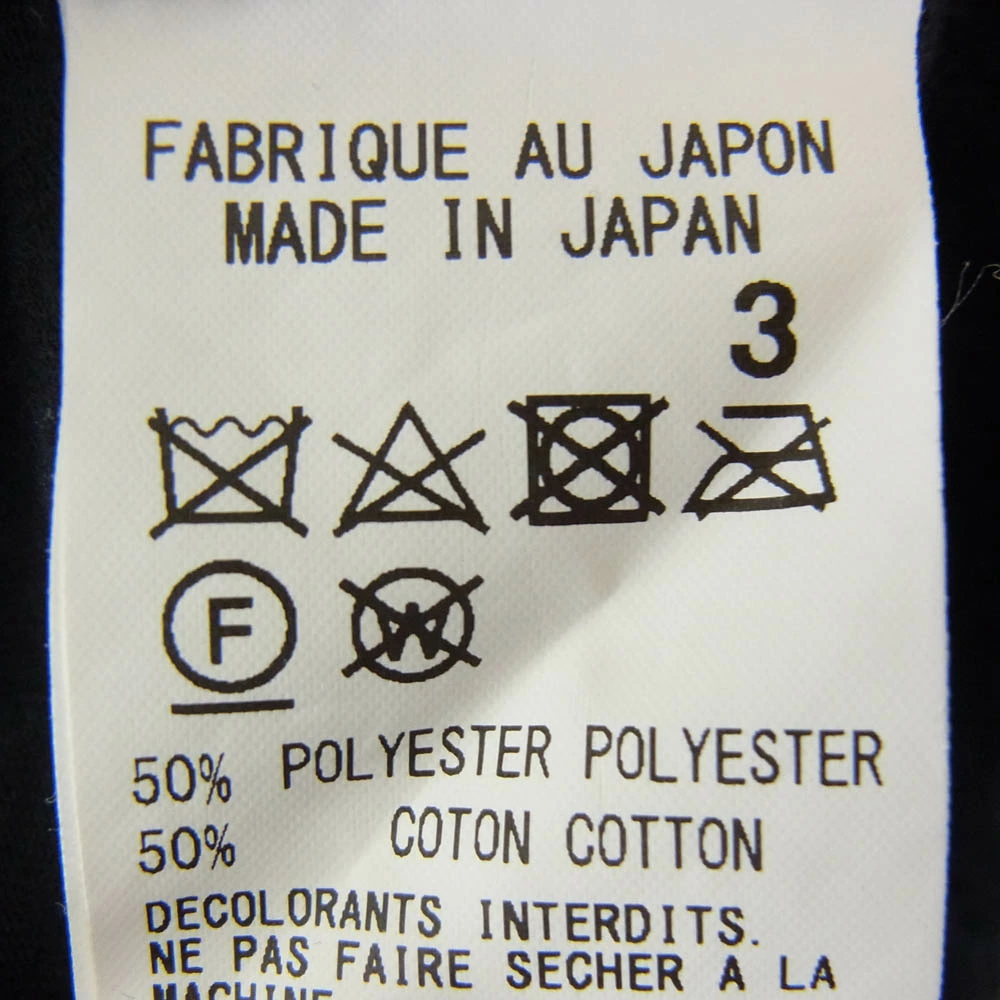 FABRIQUE AU JAPON
MADE IN JAPAN
3
F W
50% POLYESTER POLYESTER
50% COTON COTTON
DECOLORANTS INTERDITS.
NE PAS FAIRE SECHER A LA
MACHINE